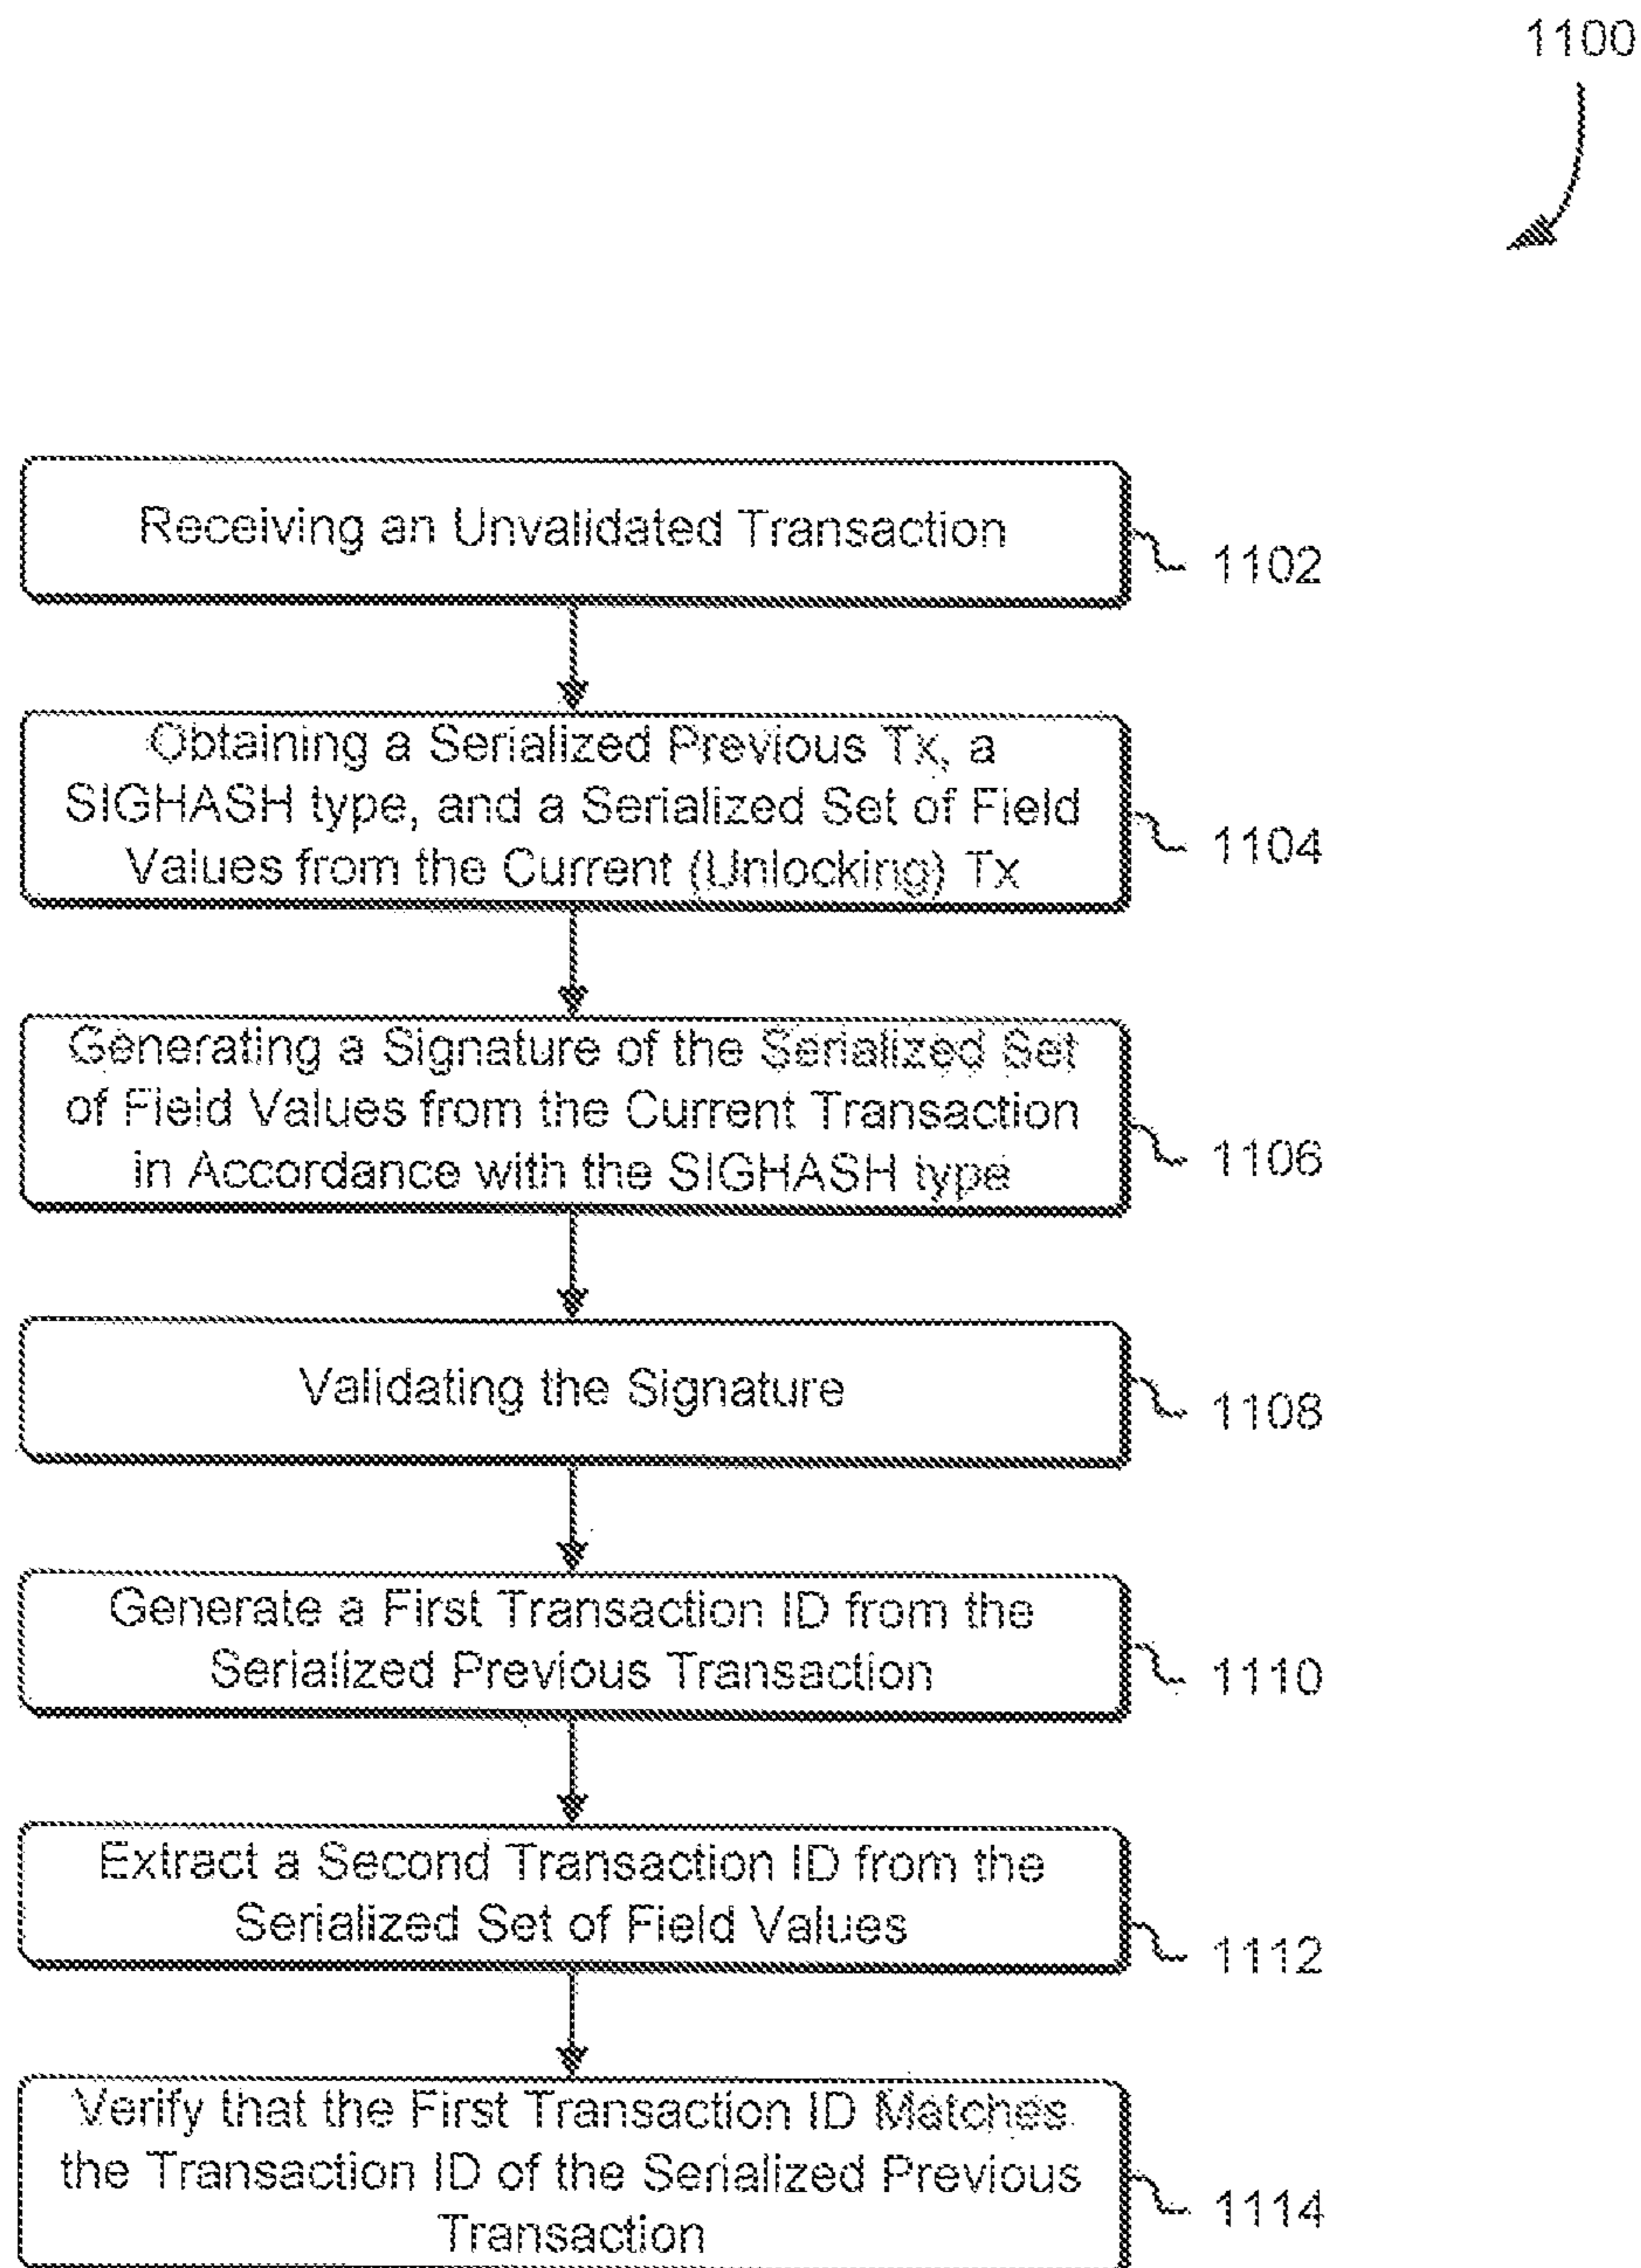 1100
Receiving an Unvalidated Transaction
1102
Obtaining a Serialized Previous Tx, a
SIGHASH type, and a Serialized Set of Field
Values from the Current (Unlocking) Tx
1104
Generating a Signature of the Serialized Set
of Field Values from the Current Transaction
in Accordance with the SIGHASH type
1106
Validating the Signature
1108
Generate a First Transaction ID from the
Serialized Previous Transaction
1110
Extract a Second Transaction ID from the
Serialized Set of Field Values
1112
Verify that the First Transaction ID Matches
the Transaction ID of the Serialized Previous
Transaction
1114